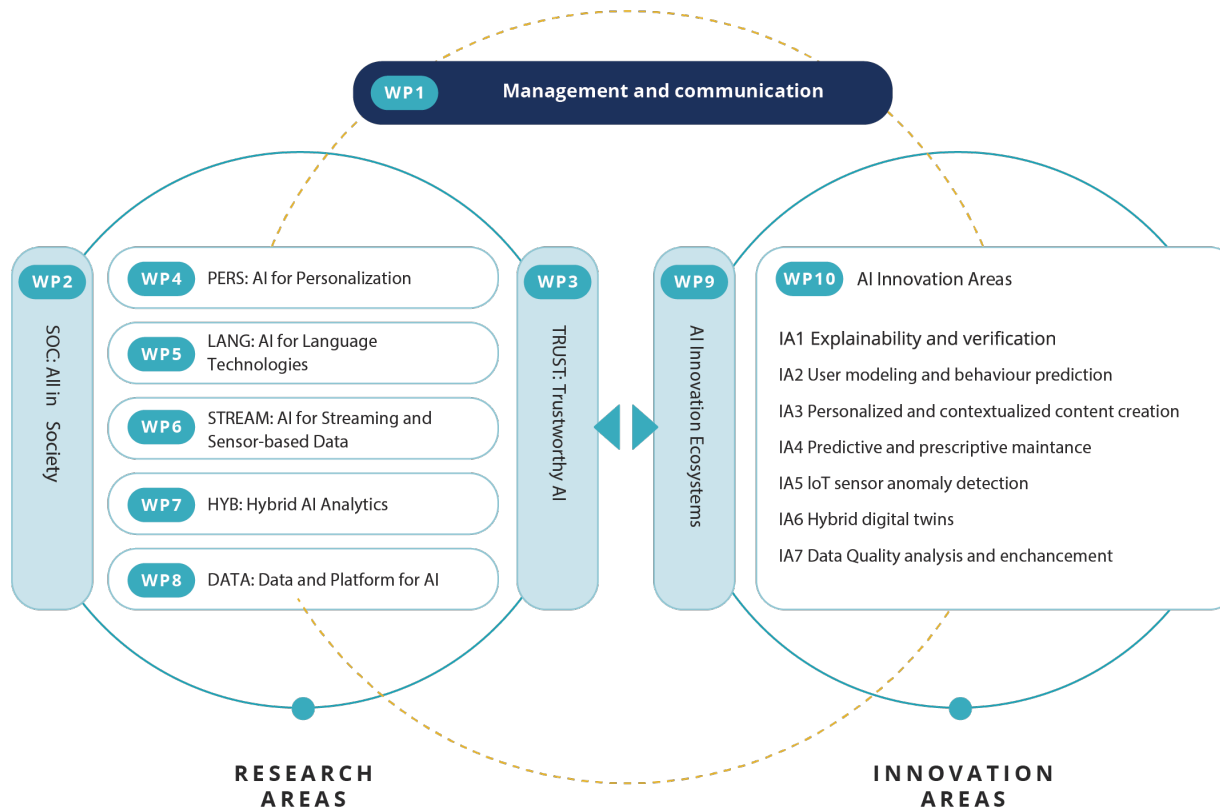 WP1 Management and communication
WP2
SOC: All in Society
WP4 PERS: AI for Personalization
WP5 LANG: AI for Language
Technologies
WP6 STREAM: AI for Streaming and
Sensor-based Data
WP7 HYB: Hybrid AI Analytics
WP8 DATA: Data and Platform for AI
WP3
TRUST: Trustworthy AI
WP9
AI Innovation Ecosystems
WP10 AI Innovation Areas
IA1 Explainability and verification
IA2 User modeling and behaviour prediction
IA3 Personalized and contextualized content creation
IA4 Predictive and prescriptive maintance
IA5 IoT sensor anomaly detection
IA6 Hybrid digital twins
IA7 Data Quality analysis and enchancement
RESEARCH
AREAS
INNOVATION
AREAS